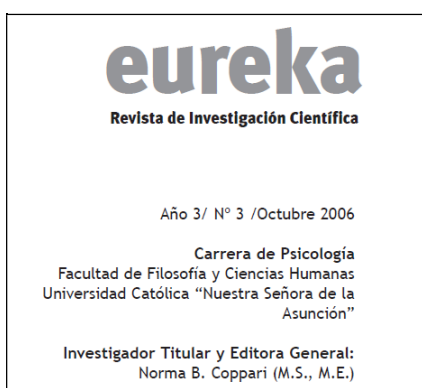 eureka
Revista de Investigación Científica
Año 3/ Nº 3 /Octubre 2006
Carrera de Psicología
Facultad de Filosofía y Ciencias Humanas
Universidad Católica “Nuestra Señora de la
Asunción”
Investigador Titular y Editora General:
Norma B. Coppari (M.S., M.E.)